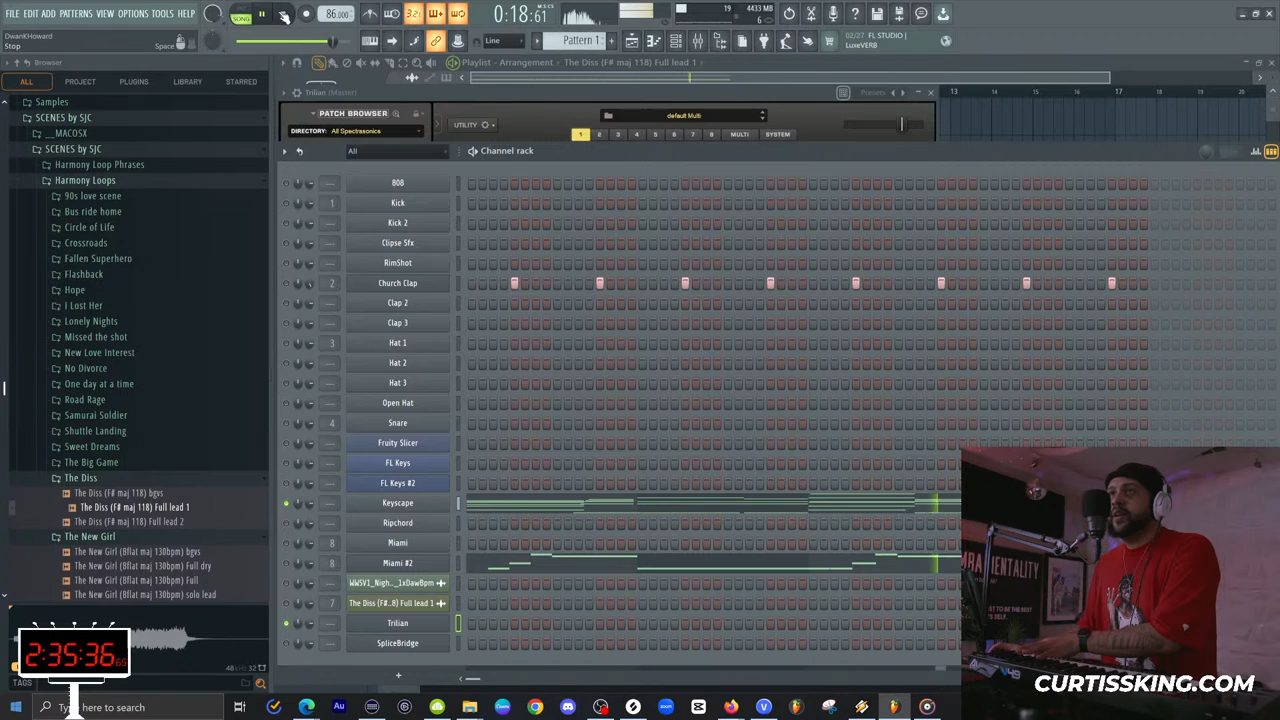 FILE EDIT ADD PATTERNS VIEW OPTIONS TOOLS HELP
SONG
86.000
32:
0:18:61
19
4433 MB
DwanKHoward
Stop
Space
Line
Pattern 1
02/27 FL STUDIO |
LuxeVERB
Browser
Playlist - Arrangement
The Diss (F# maj 118) Full lead 1
ALL
PROJECT
PLUGINS
LIBRARY
STARRED
Samples
SCENES by SJC
__MACOSX
SCENES by SJC
Harmony Loop Phrases
Harmony Loops
90s love scene
Bus ride home
Circle of Life
Crossroads
Fallen Superhero
Flashback
Hope
I Lost Her
Lonely Nights
Missed the shot
New Love Interest
No Divorce
One day at a time
Road Rage
Samurai Soldier
Shuttle Landing
Sweet Dreams
The Big Game
The Diss
The Diss (F# maj 118) bgvs
The Diss (F# maj 118) Full lead 1
The Diss (F# maj 118) Full lead 2
The New Girl
The New Girl (Bflat maj 130bpm) bgvs
The New Girl (Bflat maj 130bpm) Full dry
The New Girl (Bflat maj 130bpm) Full
The New Girl (Bflat maj 130bpm) solo lead
TAGS
2:35:36
Trilian (Master)
Presets
PATCH BROWSER
DIRECTORY: All Spectrasonics
UTILITY
default Multi
1 2 3 4 5 6 7 8 MULTI SYSTEM
13 14 15 16 17 18 19 20
All
Channel rack
808
1 Kick
Kick 2
Clipse Sfx
RimShot
2 Church Clap
Clap 2
Clap 3
3 Hat 1
Hat 2
Hat 3
Open Hat
4 Snare
Fruity Slicer
FL Keys
FL Keys #2
Keyscape
Ripchord
8 Miami
8 Miami #2
WWSV1_Nigh.._1xDawBpm
7 The Diss (F#..8) Full lead 1
Trilian
SpliceBridge
Type here to search
CURTISSKING.COM